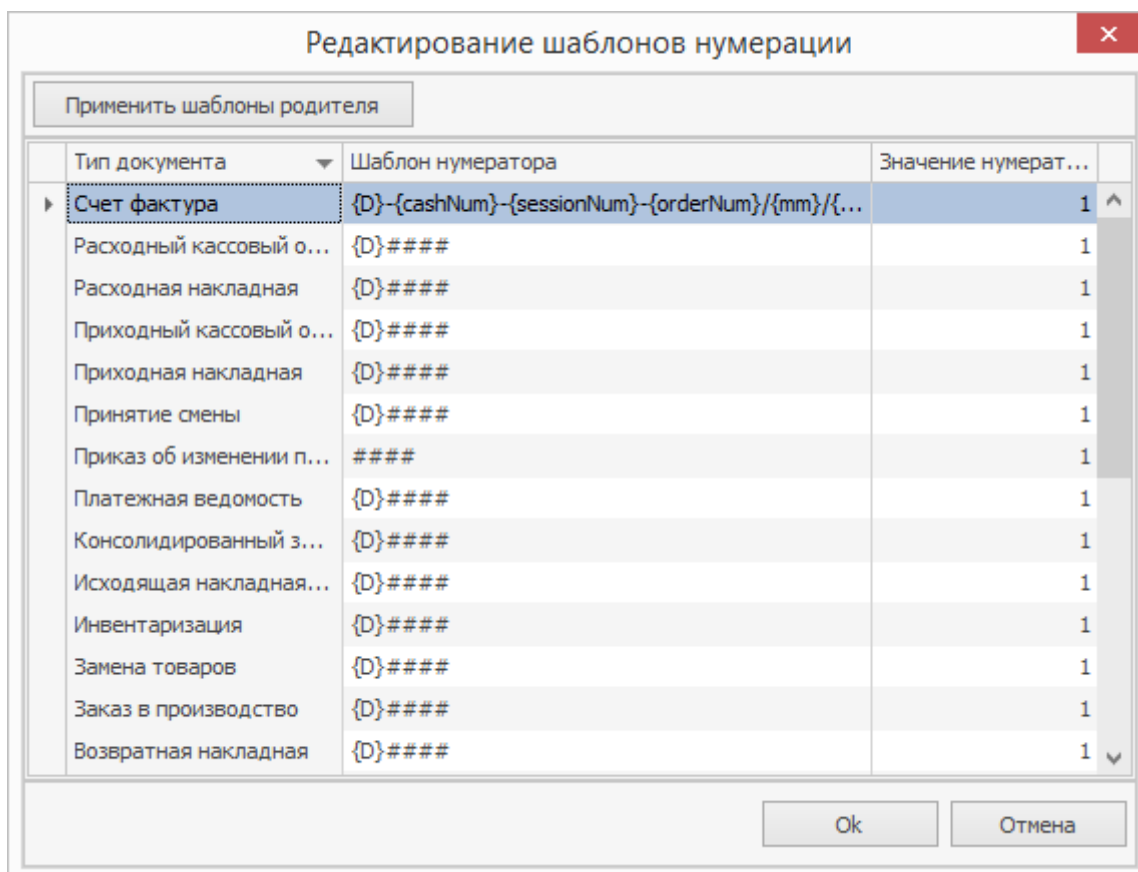 Редактирование шаблонов нумерации
Применить шаблоны родителя
Тип документа Шаблон нумератора Значение нумерат...
Счет фактура {D}-{cashNum}-{sessionNum}-{orderNum}/{mm}/{... 1
Расходный кассовый о... {D}#### 1
Расходная накладная {D}#### 1
Приходный кассовый о... {D}#### 1
Приходная накладная {D}#### 1
Принятие смены {D}#### 1
Приказ об изменении п... #### 1
Платежная ведомость {D}#### 1
Консолидированный з... {D}#### 1
Исходящая накладная... {D}#### 1
Инвентаризация {D}#### 1
Замена товаров {D}#### 1
Заказ в производство {D}#### 1
Возвратная накладная {D}#### 1
Ok Отмена